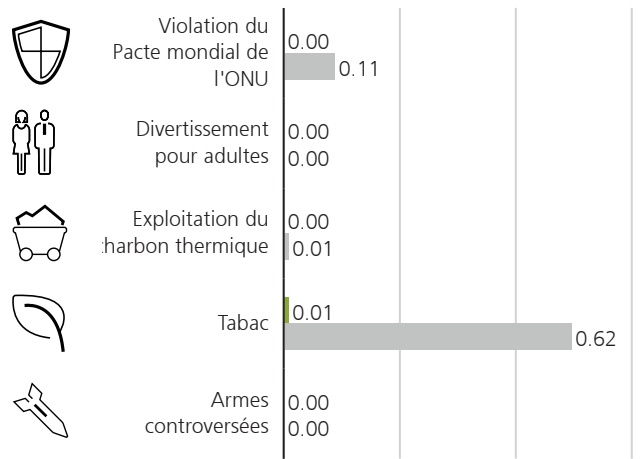 Violation du
Pacte mondial de
l'ONU
0.00
0.11
Divertissement
pour adultes
0.00
0.00
Exploitation du
harbon thermique
0.00
0.01
Tabac
0.01
0.62
Armes
controversées
0.00
0.00